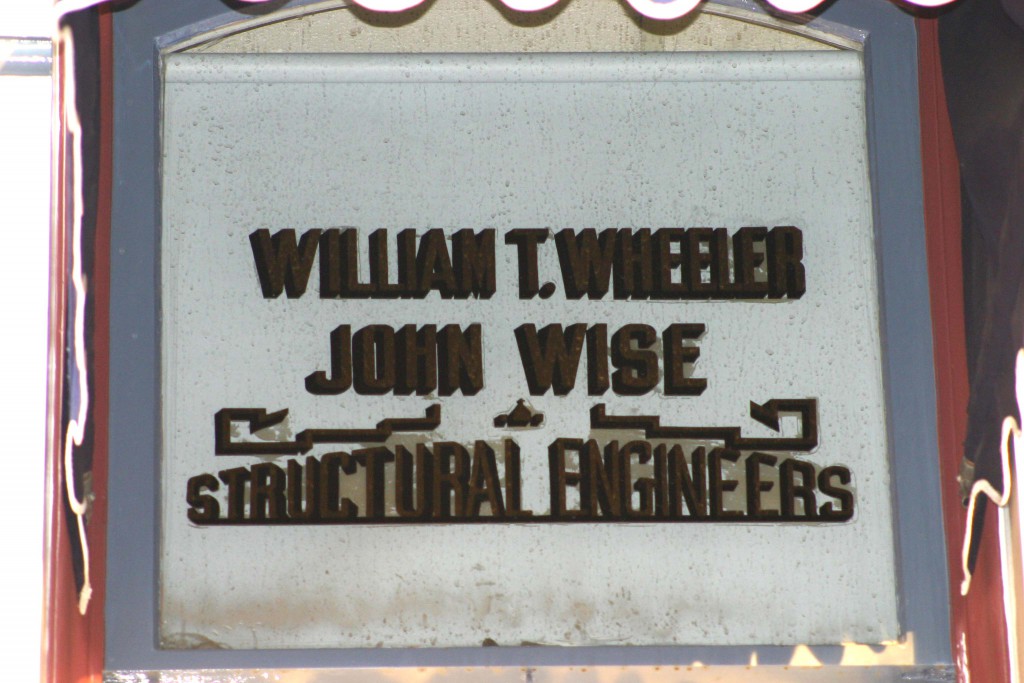 WILLIAM T. WHEELER
JOHN WISE
STRUCTURAL ENGINEERS